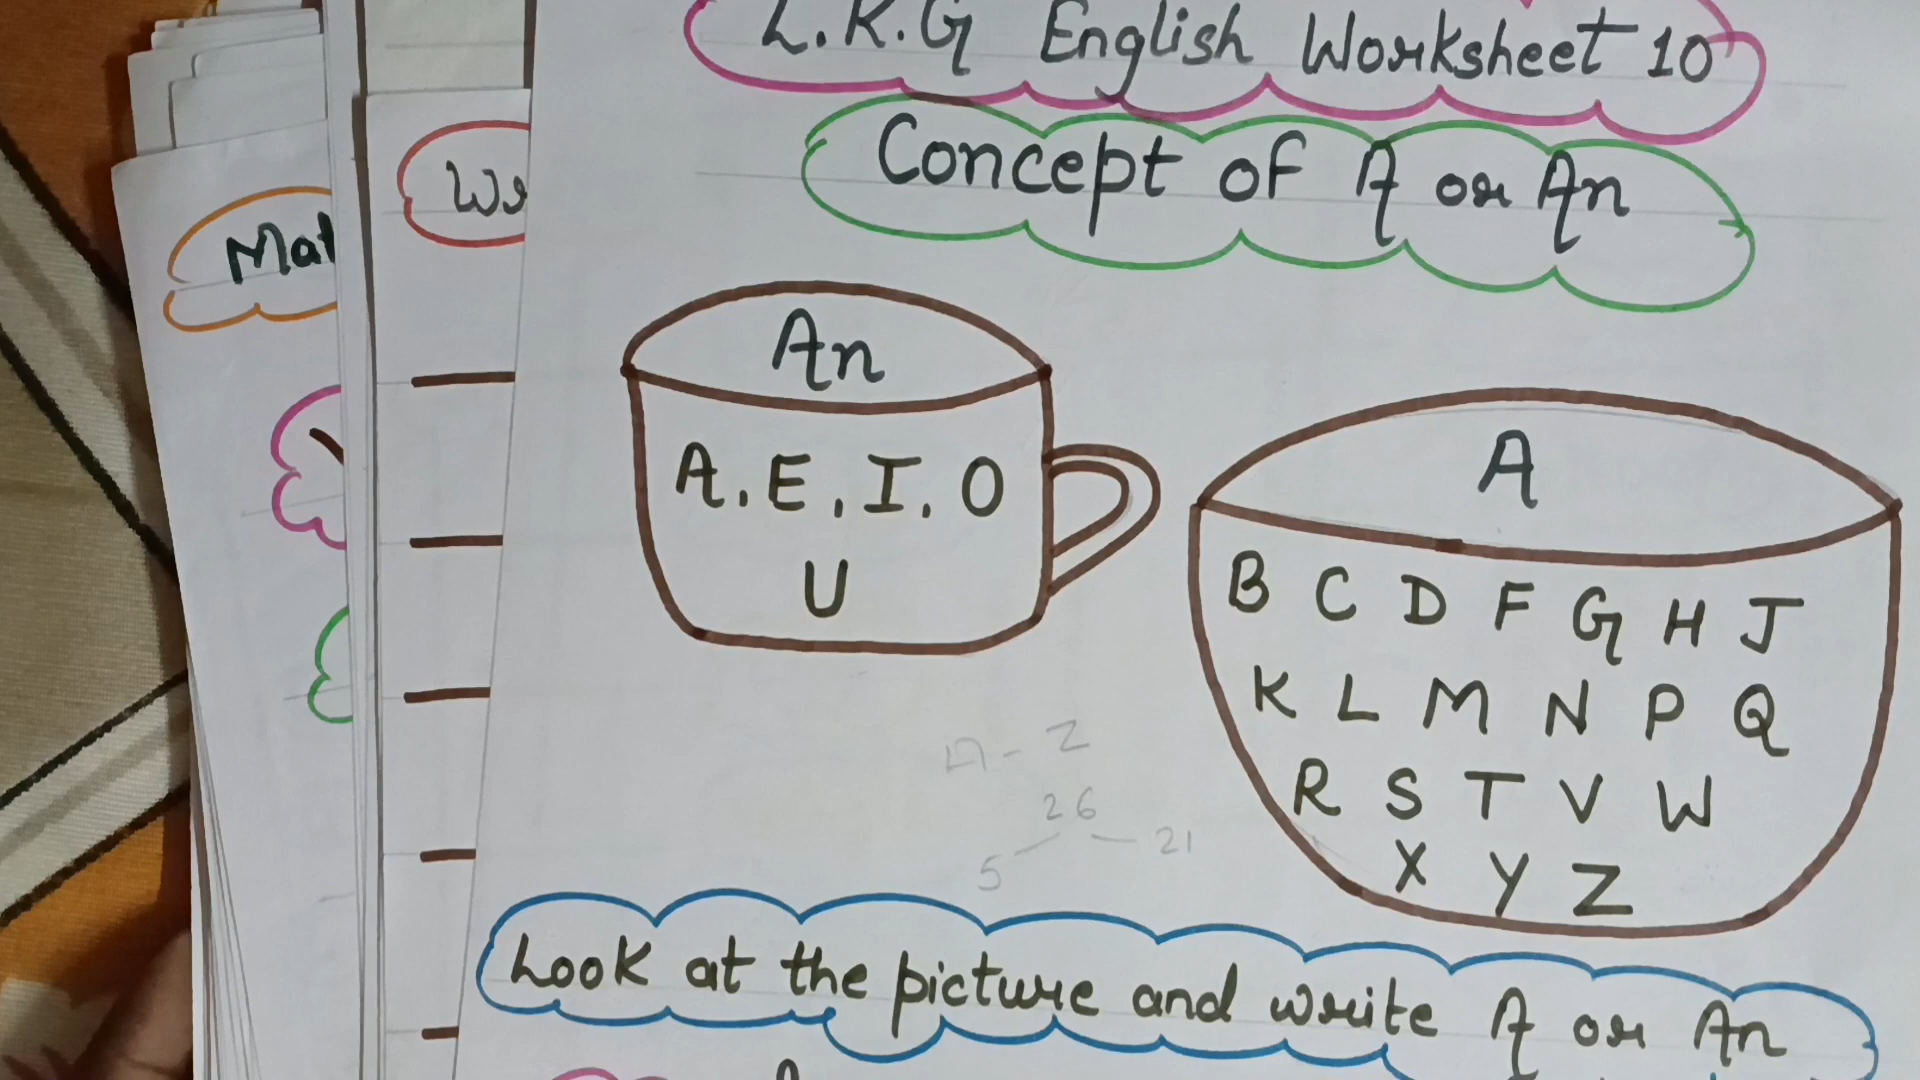 L.K.G English Worksheet 10
Concept of A or An
An
A, E, I, O
U
A
B C D F G H J
K L M N P Q
R S T V W
X Y Z
A - Z
26
5 21
Look at the picture and write A or An
Mat